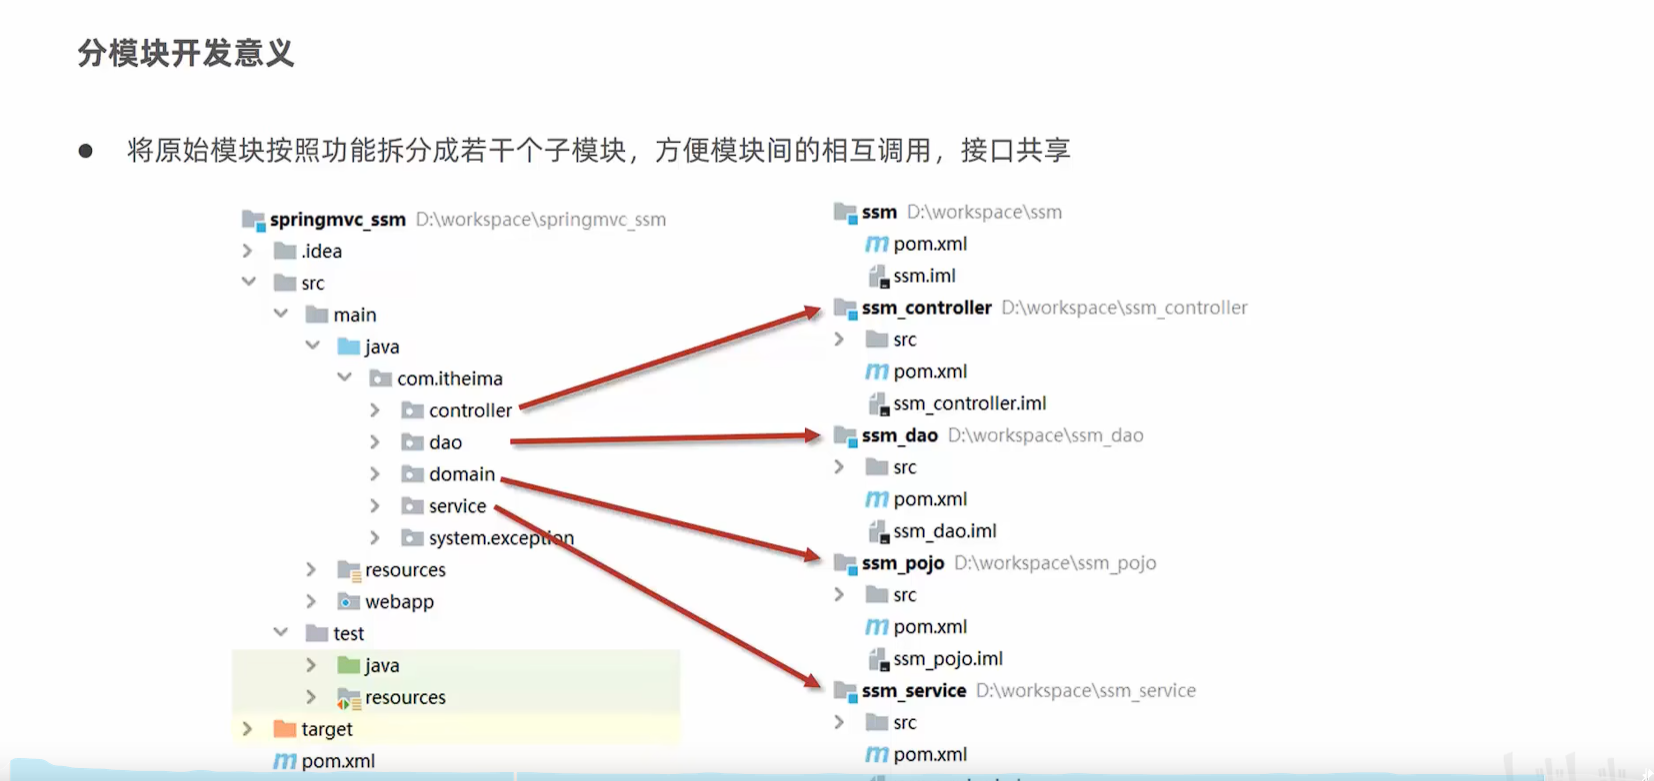 分模块开发意义
● 将原始模块按照功能拆分成若干个子模块，方便模块间的相互调用，接口共享
springmvc_ssm D:\workspace\springmvc_ssm
.idea
src
main
java
com.itheima
controller
dao
domain
service
system.exception
resources
webapp
test
java
resources
target
pom.xml
ssm D:\workspace\ssm
pom.xml
ssm.iml
ssm_controller D:\workspace\ssm_controller
src
pom.xml
ssm_controller.iml
ssm_dao D:\workspace\ssm_dao
src
pom.xml
ssm_dao.iml
ssm_pojo D:\workspace\ssm_pojo
src
pom.xml
ssm_pojo.iml
ssm_service D:\workspace\ssm_service
src
pom.xml